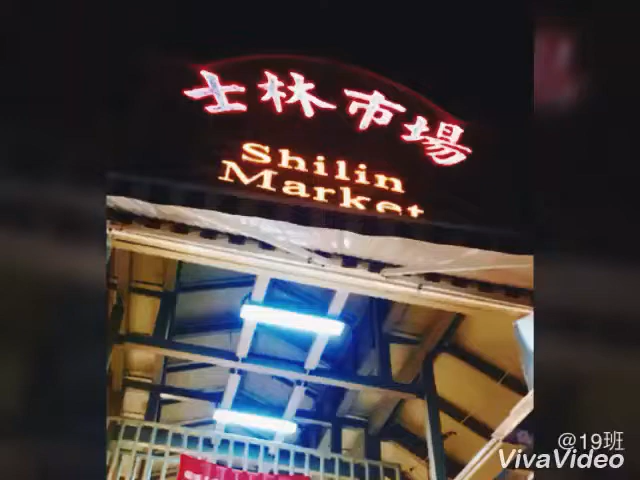 士林市場
Shilin
Market
@19班
VivaVideo